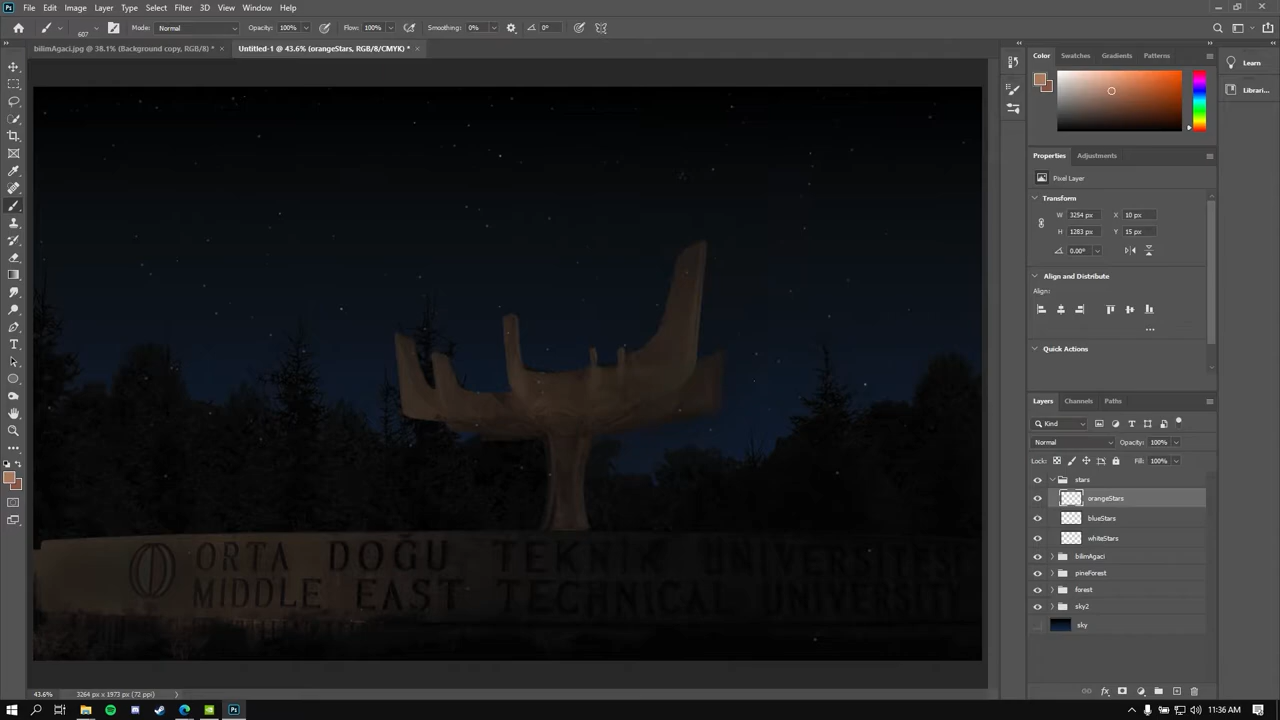 File Edit Image Layer Type Select Filter 3D View Window Help
607 Mode: Normal Opacity: 100% Flow: 100% Smoothing: 0% 0°
bilimAgaci.jpg @ 38.1% (Background copy, RGB/8) * × Untitled-1 @ 43.6% (orangeStars, RGB/8/CMYK) * ×
Color Swatches Gradients Patterns
Learn
Librari...
Properties Adjustments
Pixel Layer
Transform
W 3254 px X 10 px
H 1283 px Y 15 px
0.00°
Align and Distribute
Align:
Quick Actions
Layers Channels Paths
Kind
Normal Opacity: 100%
Lock: Fill: 100%
stars
orangeStars
blueStars
whiteStars
bilimAgaci
pineForest
forest
sky2
sky
ORTA DOĞU TEKNİK ÜNİVERSİTESİ
MIDDLE EAST TECHNICAL UNIVERSITY
43.6% 3264 px x 1973 px (72 ppi)
11:36 AM